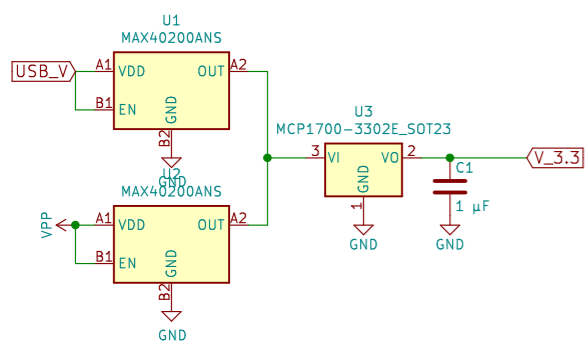 U1
MAX40200ANS
USB_V
A1
VDD
OUT
A2
B1
EN
GND
B2
GND
U2
MAX40200ANS
VPP
A1
VDD
OUT
A2
B1
EN
GND
B2
GND
U3
MCP1700-3302E_SOT23
3
VI
VO
2
GND
1
GND
C1
1 μF
GND
V_3.3